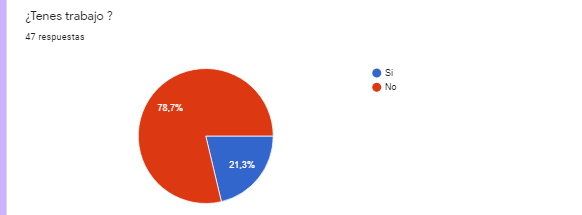 ¿Tenes trabajo ?
47 respuestas
Si
No
78,7%
21,3%